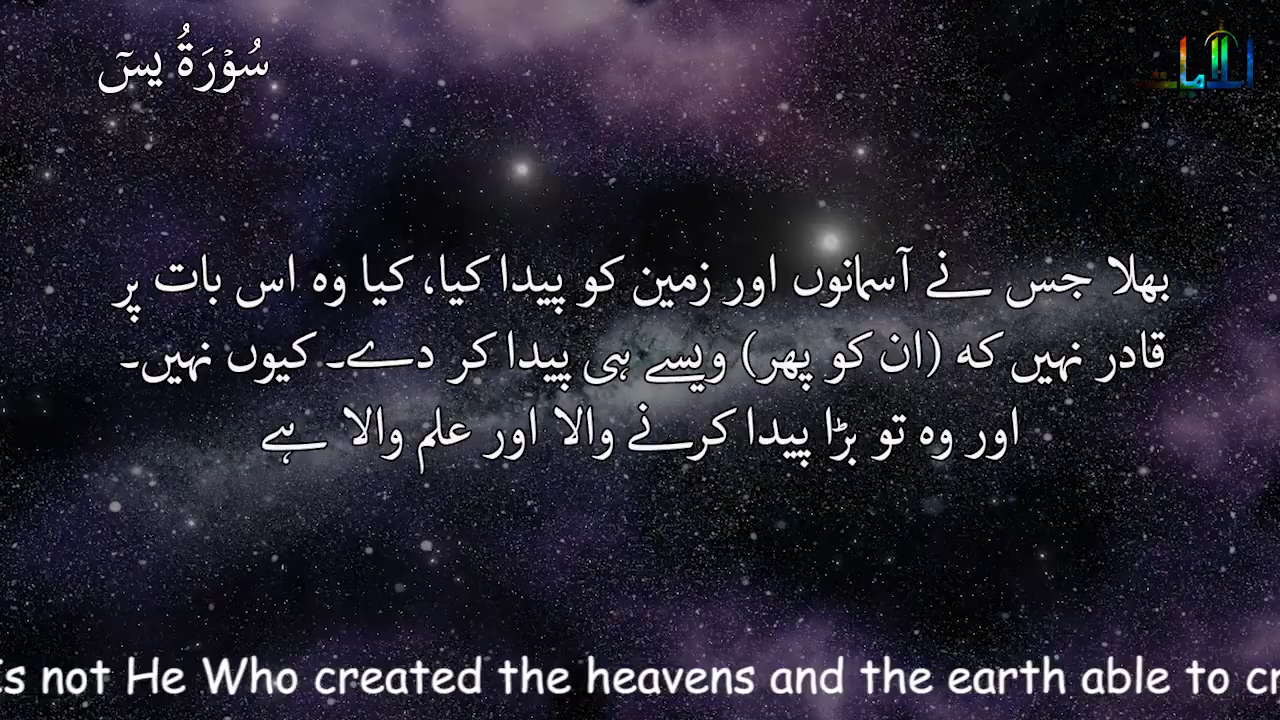 سُوْرَةُ يسٓ
بھلا جس نے آسمانوں اور زمین کو پیدا کیا، کیا وہ اس بات پر
قادر نہیں کہ (ان کو پھر) ویسے ہی پیدا کر دے۔ کیوں نہیں۔
اور وہ تو بڑا پیدا کرنے والا اور علم والا ہے
is not He Who created the heavens and the earth able to cr